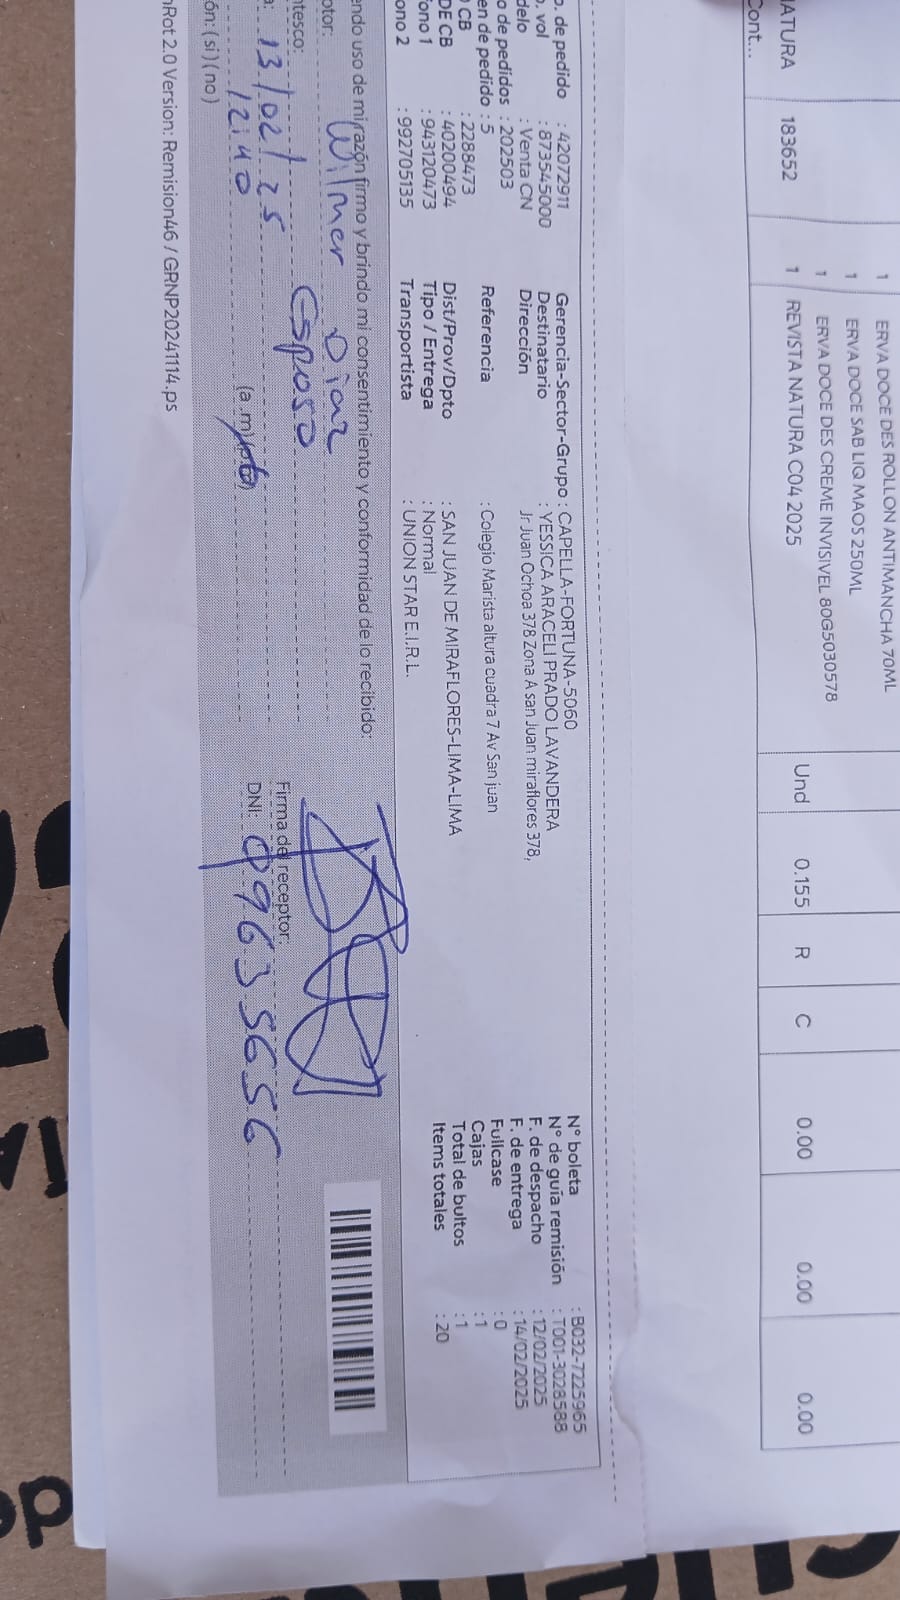 1 ERVA DOCE DES ROLLON ANTIMANCHA 70ML
1 ERVA DOCE SAB LIQ MAOS 250ML
1 ERVA DOCE DES CREME INVISIVEL 80G5030578
NATURA 183652 1 REVISTA NATURA C04 2025 Und 0.155 R C 0.00 0.00 0.00
Cont...
. de pedido : 42072911 Gerencia-Sector-Grupo : CAPELLA-FORTUNA-5060 N° boleta : B032-7225965
. vol : 873545000 Destinatario : YESSICA ARACELI PRADO LAVANDERA N° de guía remisión : T001-3028588
delo : Venta CN Dirección Jr Juan Ochoa 378 Zona A san Juan miraflores 378, F. de despacho : 12/02/2025
o de pedidos : 202503 F. de entrega : 14/02/2025
en de pedido : 5 Referencia : Colegio Marista altura cuadra 7 Av San juan Fullcase : 0
CB : 2288473 Cajas : 1
DE CB : 40200494 Dist/Prov/Dpto : SAN JUAN DE MIRAFLORES-LIMA-LIMA Total de bultos : 1
ono 1 : 943120473 Tipo / Entrega : Normal Items totales : 20
ono 2 : 992705135 Transportista : UNION STAR E.I.R.L.
endo uso de mi razón firmo y brindo mi consentimiento y conformidad de lo recibido:
ptor: Wilmer Diaz
ntesco: Esposo Firma del receptor:
a: 13/02/25 DNI: 09635656
12:40 (a.m)
ón: (si) (no)
nRot 2.0 Version: Remision46 / GRNP20241114.ps